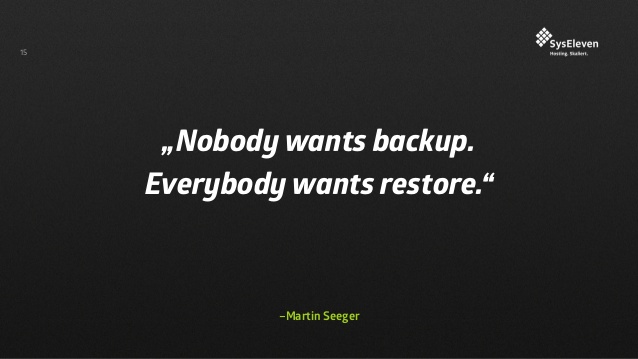 15
SysEleven
Hosting. Skaliert.
„Nobody wants backup.
Everybody wants restore.“
–Martin Seeger